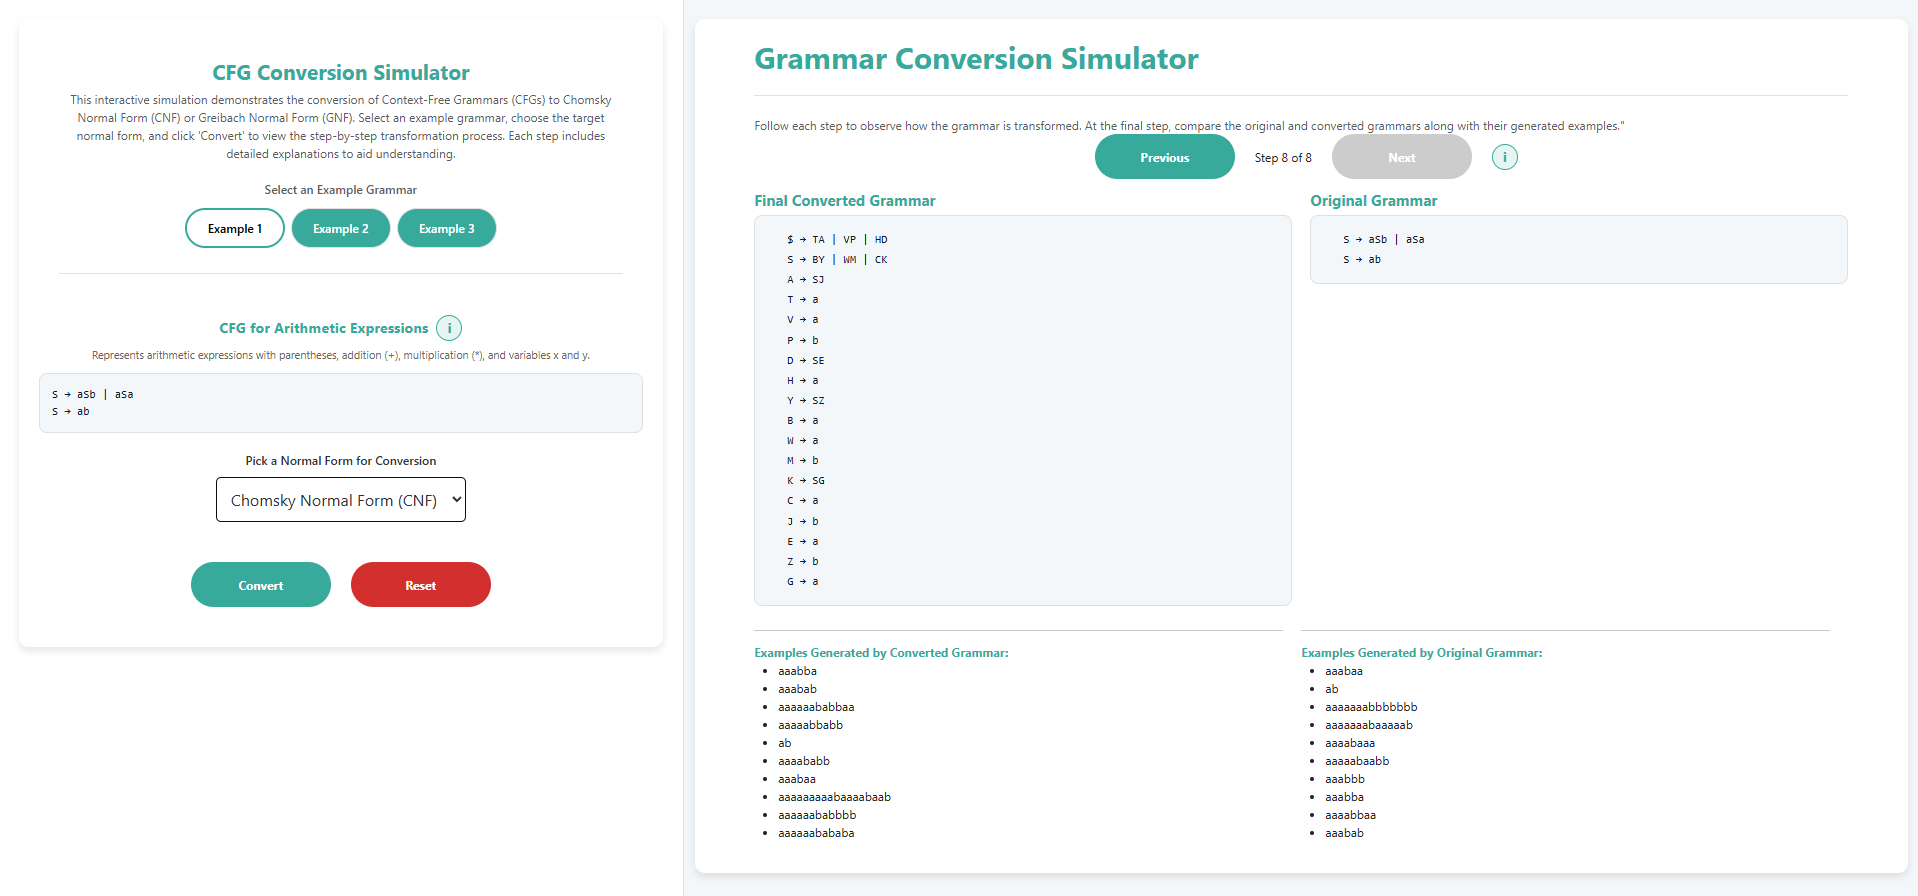 CFG Conversion Simulator
This interactive simulation demonstrates the conversion of Context-Free Grammars (CFGs) to Chomsky
Normal Form (CNF) or Greibach Normal Form (GNF). Select an example grammar, choose the target
normal form, and click 'Convert' to view the step-by-step transformation process. Each step includes
detailed explanations to aid understanding.
Select an Example Grammar
Example 1
Example 2
Example 3
CFG for Arithmetic Expressions
i
Represents arithmetic expressions with parentheses, addition (+), multiplication (*), and variables x and y.
S → aSb | aSa
S → ab
Pick a Normal Form for Conversion
Chomsky Normal Form (CNF)
Convert
Reset
Grammar Conversion Simulator
Follow each step to observe how the grammar is transformed. At the final step, compare the original and converted grammars along with their generated examples."
Previous
Step 8 of 8
Next
i
Final Converted Grammar
$ → TA | VP | HD
S → BY | WM | CK
A → SJ
T → a
V → a
P → b
D → SE
H → a
Y → SZ
B → a
W → a
M → b
K → SG
C → a
J → b
E → a
Z → b
G → a
Original Grammar
S → aSb | aSa
S → ab
Examples Generated by Converted Grammar:
aaabba
aaabab
aaaaaababbaa
aaaaabbabb
ab
aaaababb
aaabaa
aaaaaaaaabaaaabaab
aaaaaababbbb
aaaaaabababa
Examples Generated by Original Grammar:
aaabaa
ab
aaaaaaabbbbbbb
aaaaaaabaaaaab
aaaabaaa
aaaaabaabb
aaabbb
aaabba
aaaabbaa
aaabab